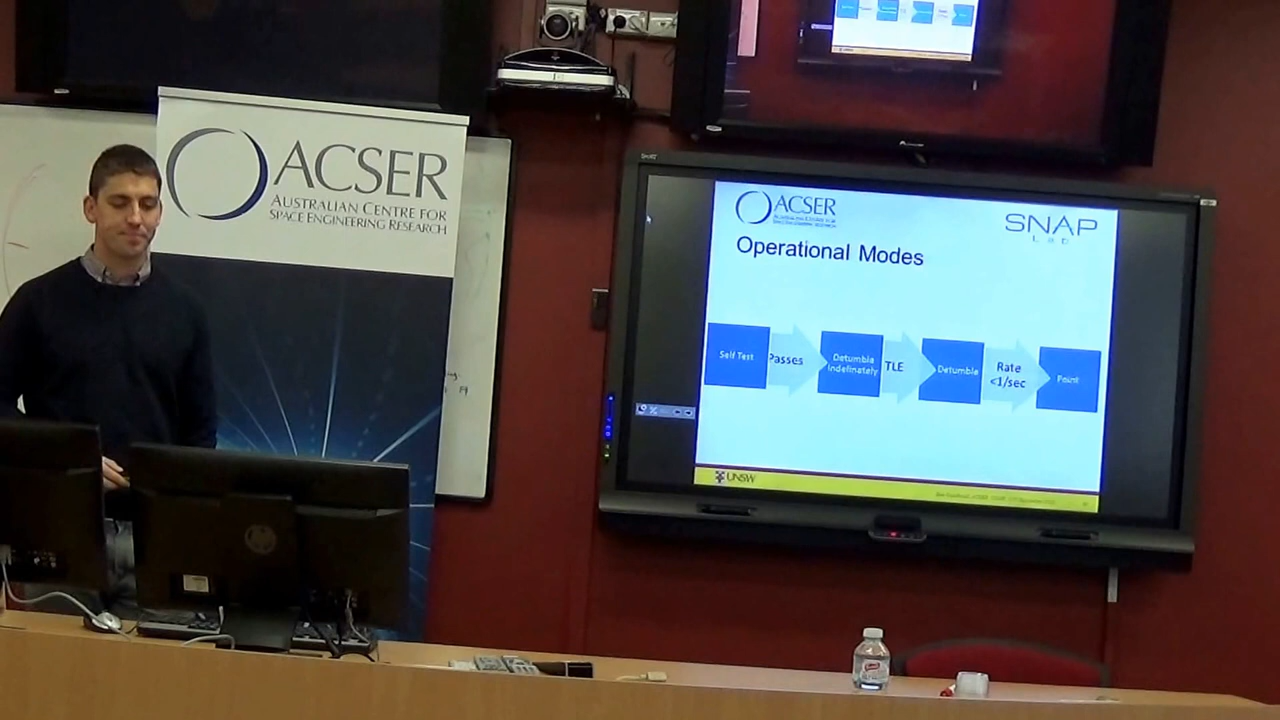 ACSER
AUSTRALIAN CENTRE FOR
SPACE ENGINEERING RESEARCH
ACSER
SNAP
Lab
Operational Modes
Self Test
Passes
Detumble
Indefinately
TLE
Detumble
Rate
<1/sec
Point
UNSW